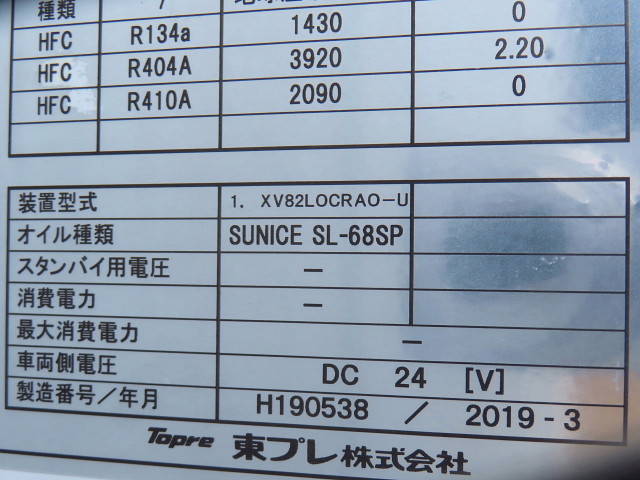 種類 / 0
HFC R134a 1430
HFC R404A 3920 2.20
HFC R410A 2090 0
装置型式 1. XV82LOCRAO-U
オイル種類 SUNICE SL-68SP
スタンバイ用電圧 －
消費電力 －
最大消費電力 －
車両側電圧 DC 24 [V]
製造番号／年月 H190538 / 2019-3
Topre 東プレ株式会社